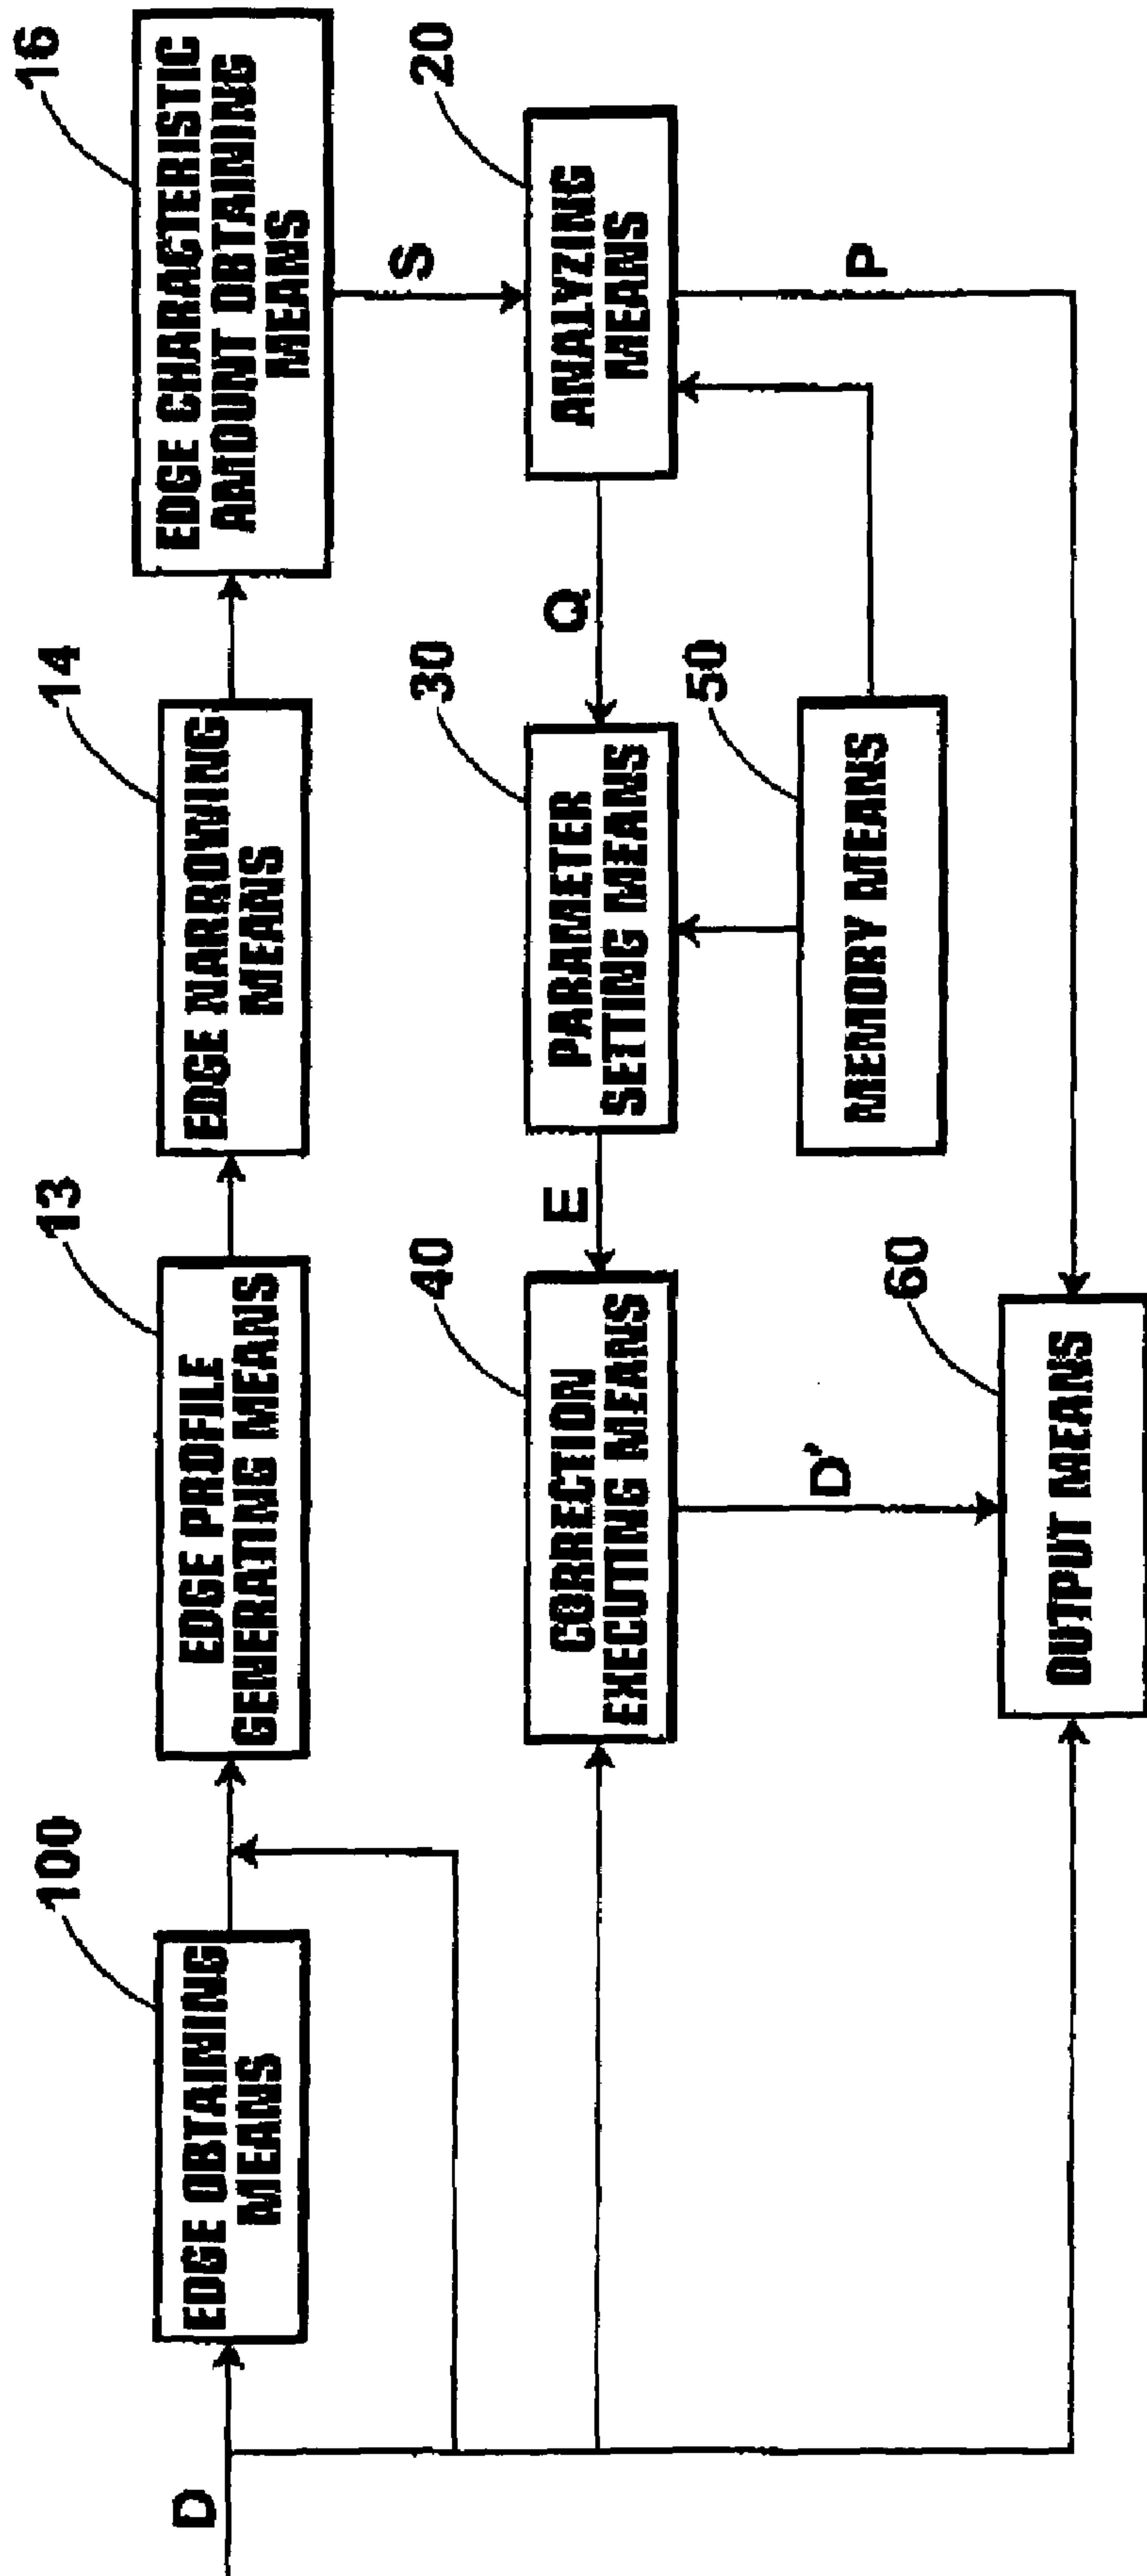 D
100
EDGE OBTAINING
MEANS
13
EDGE PROFILE
GENERATING MEANS
14
EDGE NARROWING
MEANS
16
EDGE CHARACTERISTIC
AMOUNT OBTAINING
MEANS
S
40
CORRECTION
EXECUTING MEANS
E
30
PARAMETER
SETTING MEANS
Q
20
ANALYZING
MEANS
D'
50
MEMORY MEANS
P
60
OUTPUT MEANS